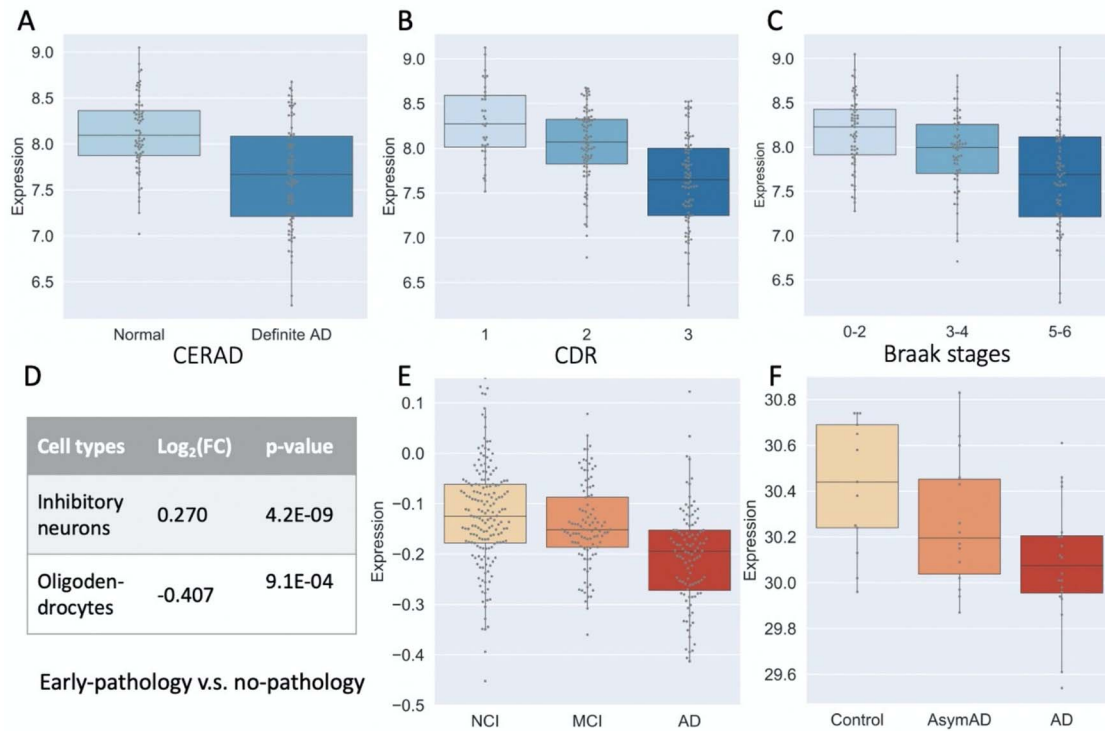 A
B
C
Expression
9.0
8.5
8.0
7.5
7.0
6.5
Normal
Definite AD
CERAD
Expression
9.0
8.5
8.0
7.5
7.0
6.5
1
2
3
CDR
Expression
9.0
8.5
8.0
7.5
7.0
6.5
0-2
3-4
5-6
Braak stages
D
E
F
Cell types Log₂(FC) p-value
Inhibitory
neurons
0.270
4.2E-09
Oligoden-
drocytes
-0.407
9.1E-04
Early-pathology v.s. no-pathology
Expression
0.1
0.0
−0.1
−0.2
−0.3
−0.4
−0.5
NCI
MCI
AD
Expression
30.8
30.6
30.4
30.2
30.0
29.8
29.6
Control
AsymAD
AD